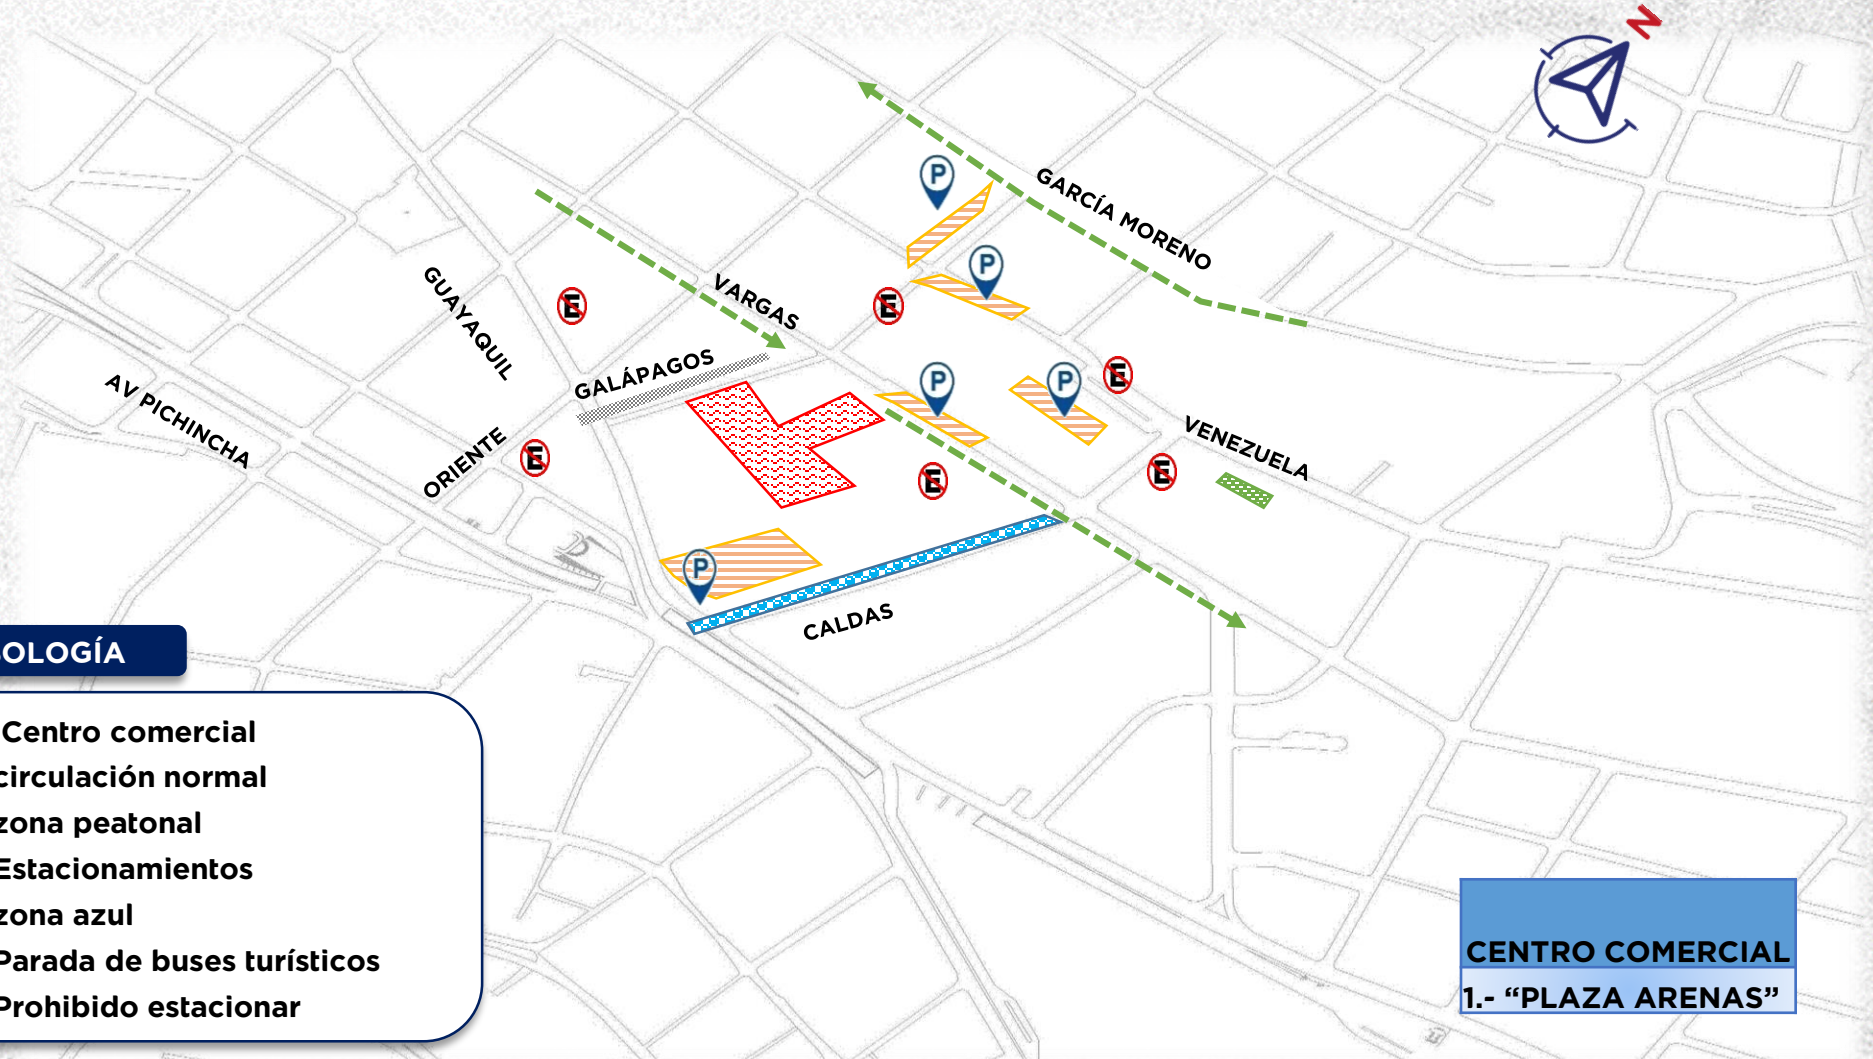 N
GARCÍA MORENO
P
P
VARGAS
E
E
GUAYAQUIL
GALÁPAGOS
P
P
E
AV PICHINCHA
ORIENTE
E
E
E
VENEZUELA
P
CALDAS
OLOGÍA
Centro comercial
circulación normal
zona peatonal
Estacionamientos
zona azul
Parada de buses turísticos
Prohibido estacionar
CENTRO COMERCIAL
1.- “PLAZA ARENAS”